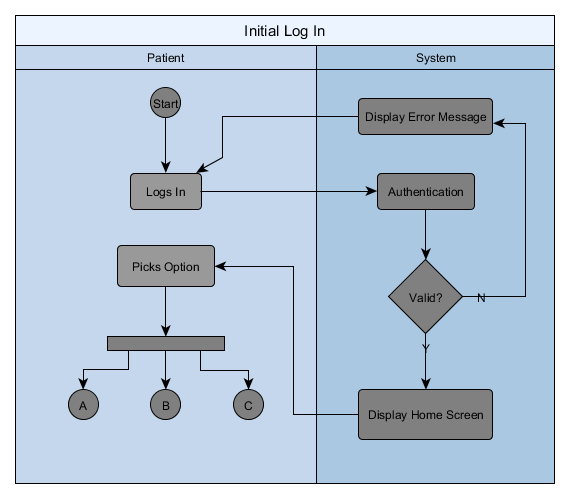 Initial Log In
Patient
System
Start
Display Error Message
Logs In
Authentication
Picks Option
Valid?
N
Y
A
B
C
Display Home Screen